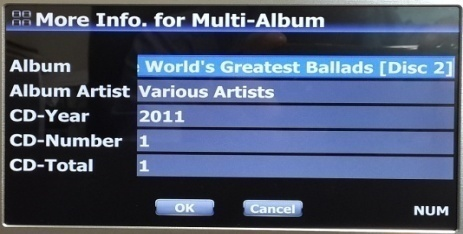 More Info. for Multi-Album
Album World's Greatest Ballads [Disc 2]
Album Artist Various Artists
CD-Year 2011
CD-Number 1
CD-Total 1
OK Cancel NUM